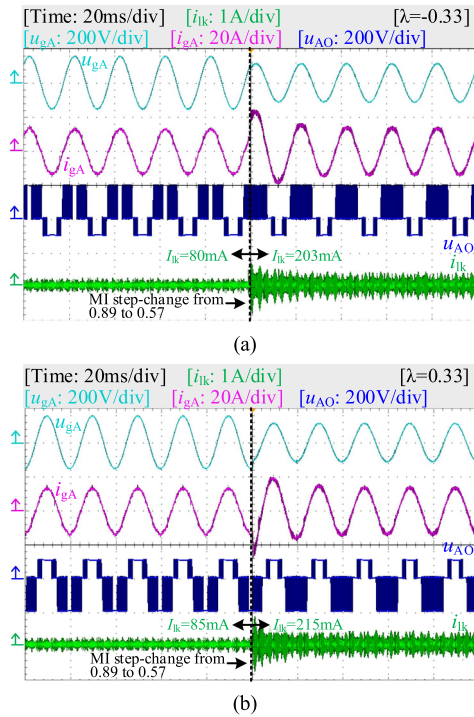 [Time: 20ms/div] [ilk: 1A/div] [λ=-0.33]
[ugA: 200V/div] [igA: 20A/div] [uAO: 200V/div]
ugA
igA
uAO
Ilk=80mA Ilk=203mA
ilk
MI step-change from
0.89 to 0.57
(a)
[Time: 20ms/div] [ilk: 1A/div] [λ=0.33]
[ugA: 200V/div] [igA: 20A/div] [uAO: 200V/div]
ugA
igA
uAO
Ilk=85mA Ilk=215mA
ilk
MI step-change from
0.89 to 0.57
(b)